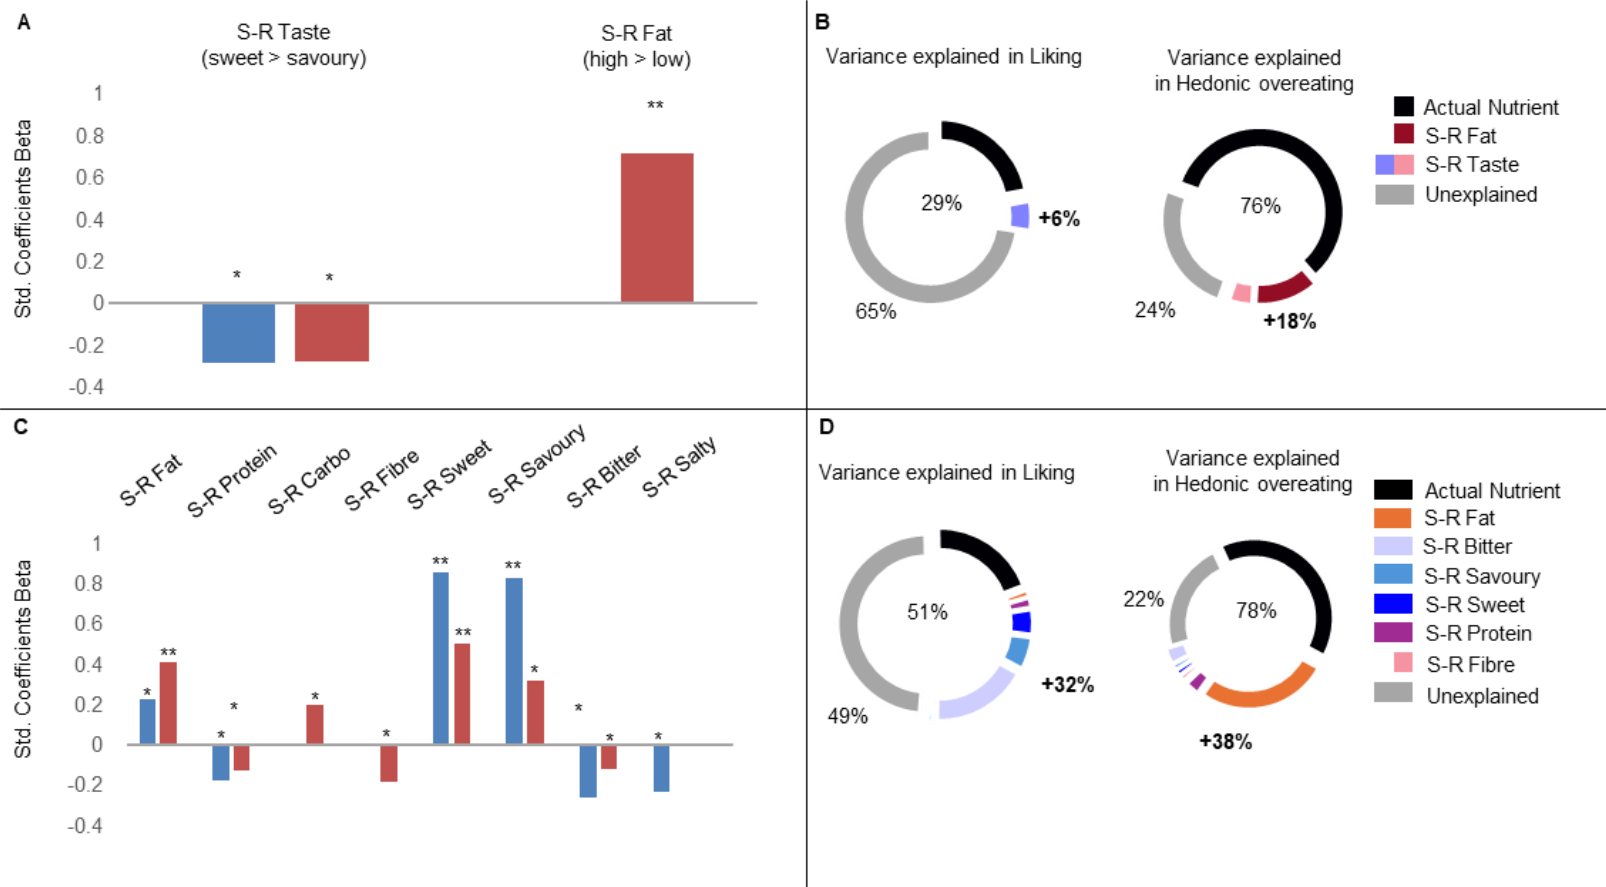 A
S-R Taste
(sweet > savoury)
S-R Fat
(high > low)
Std. Coefficients Beta
1
0.8
0.6
0.4
0.2
0
-0.2
-0.4
*
*
**
B
Variance explained in Liking
29%
+6%
65%
Variance explained
in Hedonic overeating
76%
24%
+18%
Actual Nutrient
S-R Fat
S-R Taste
Unexplained
C
S-R Fat
S-R Protein
S-R Carbo
S-R Fibre
S-R Sweet
S-R Savoury
S-R Bitter
S-R Salty
Std. Coefficients Beta
1
0.8
0.6
0.4
0.2
0
-0.2
-0.4
*
**
*
*
*
*
**
**
**
*
*
*
*
D
Variance explained in Liking
51%
+32%
49%
Variance explained
in Hedonic overeating
22%
78%
+38%
Actual Nutrient
S-R Fat
S-R Bitter
S-R Savoury
S-R Sweet
S-R Protein
S-R Fibre
Unexplained